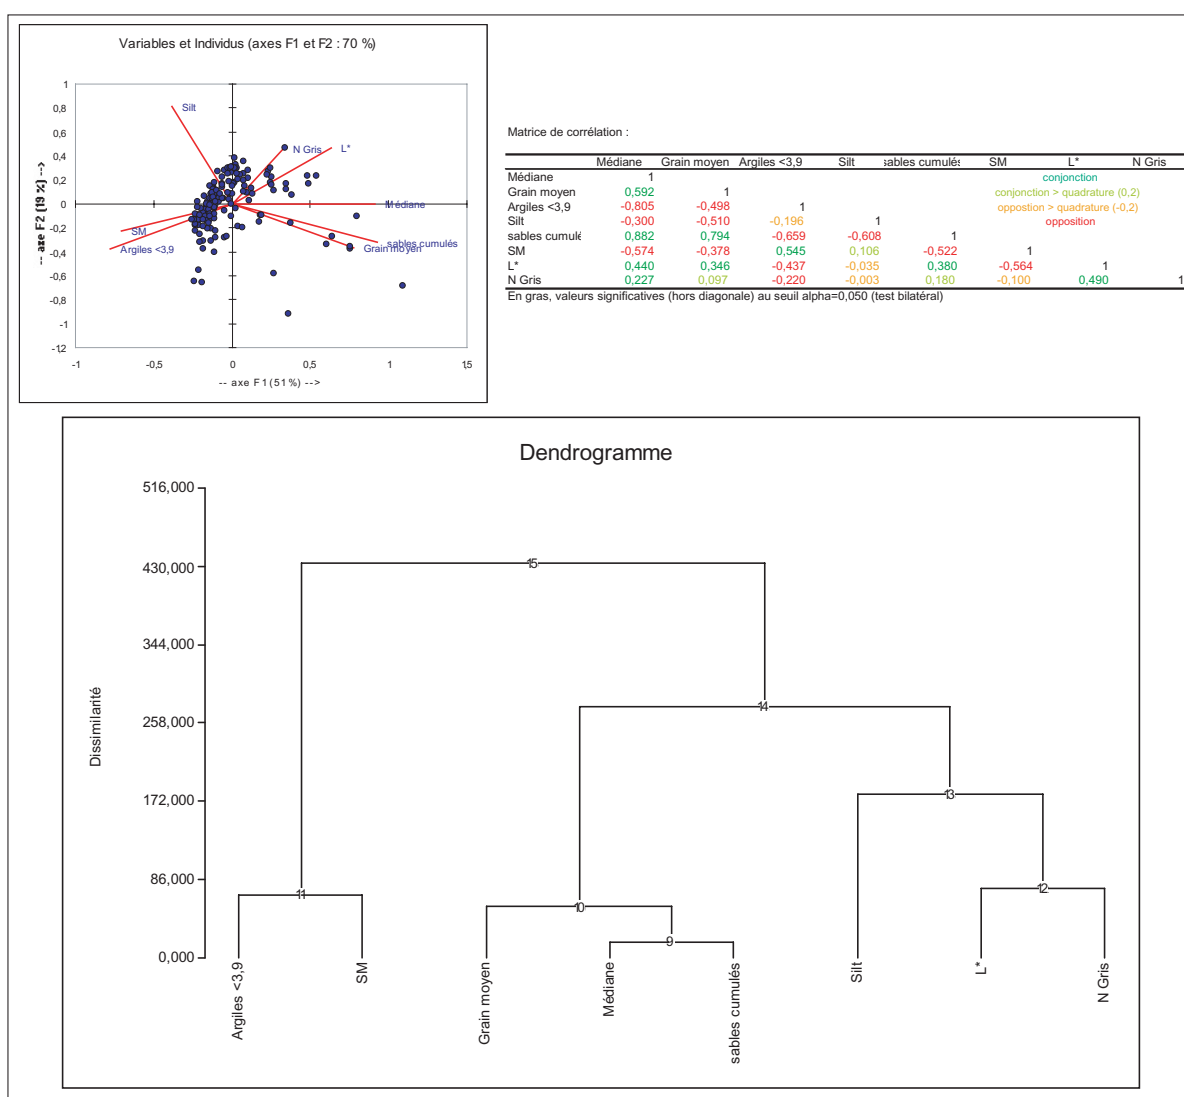 Variables et Individus (axes F1 et F2 : 70 %)
1
0,8
0,6
0,4
0,2
0
-0,2
-0,4
-0,6
-0,8
-1
-1,2
-- axe F2 (19 %) -->
Silt
N Gris
L*
Médiane
SM
Argiles <3,9
sables cumulés
Grain moyen
-1
-0,5
0
0,5
1
1,5
-- axe F1 (51 %) -->
Matrice de corrélation :
Médiane Grain moyen Argiles <3,9 Silt sables cumulés SM L* N Gris
Médiane 1 conjonction
Grain moyen 0,592 1 conjonction > quadrature (0,2)
Argiles <3,9 -0,805 -0,498 1 oppostion > quadrature (-0,2)
Silt -0,300 -0,510 -0,196 1 opposition
sables cumulé 0,882 0,794 -0,659 -0,608 1
SM -0,574 -0,378 0,545 0,106 -0,522 1
L* 0,440 0,346 -0,437 -0,035 0,380 -0,564 1
N Gris 0,227 0,097 -0,220 -0,003 0,180 -0,100 0,490 1
En gras, valeurs significatives (hors diagonale) au seuil alpha=0,050 (test bilatéral)
Dendrogramme
516,000
430,000
344,000
258,000
172,000
86,000
0,000
Dissimilarité
15
14
13
11
12
10
9
Argiles <3,9
SM
Grain moyen
Médiane
sables cumulés
Silt
L*
N Gris